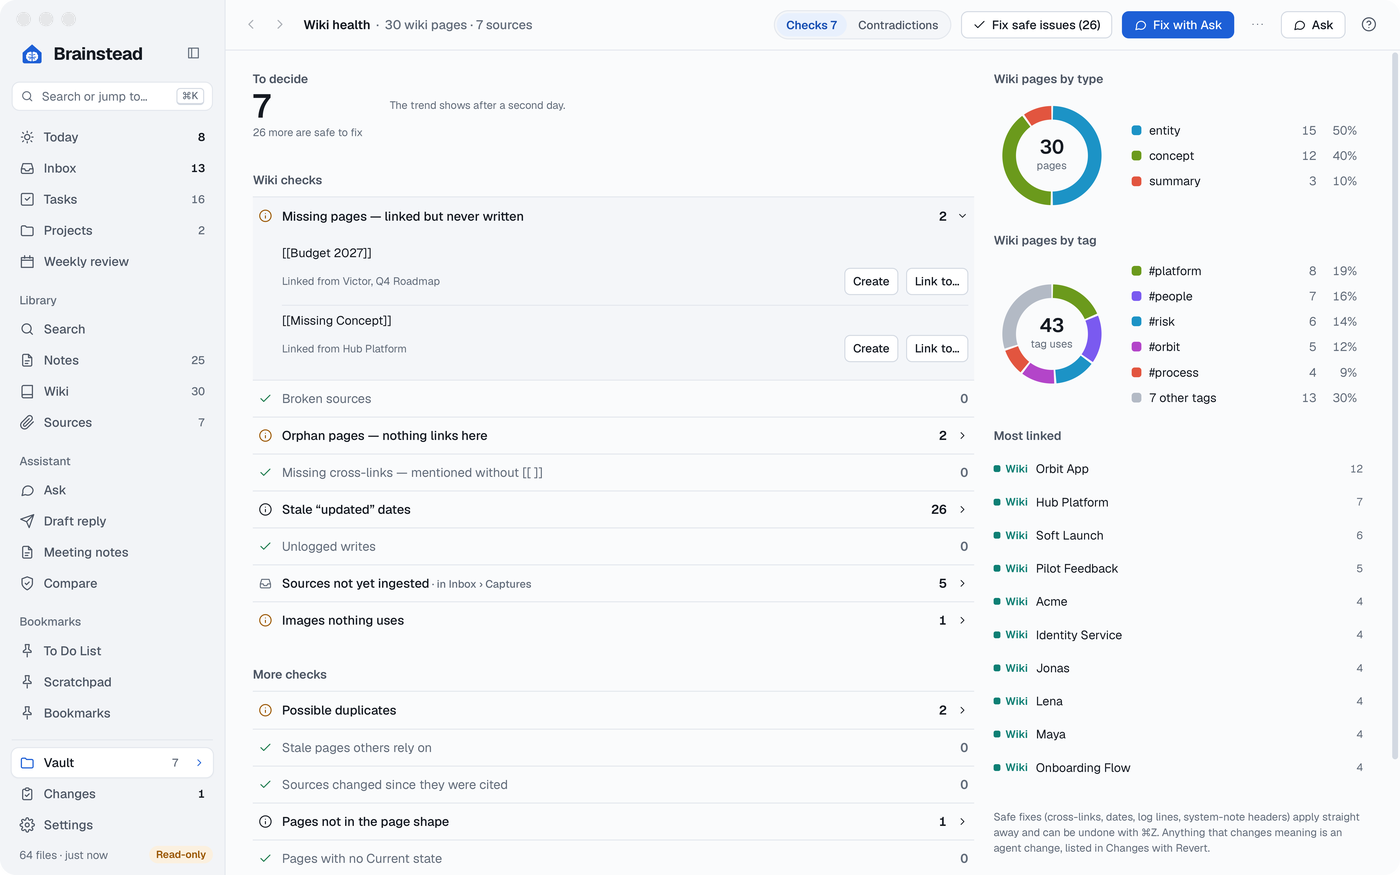 Brainstead
Search or jump to... ⌘K
Today 8
Inbox 13
Tasks 16
Projects 2
Weekly review
Library
Search
Notes 25
Wiki 30
Sources 7
Assistant
Ask
Draft reply
Meeting notes
Compare
Bookmarks
To Do List
Scratchpad
Bookmarks
Vault 7
Changes 1
Settings
64 files · just now Read-only
Wiki health · 30 wiki pages · 7 sources
Checks 7 Contradictions
Fix safe issues (26)
Fix with Ask
Ask
To decide
7
The trend shows after a second day.
26 more are safe to fix
Wiki checks
Missing pages — linked but never written 2
[[Budget 2027]]
Linked from Victor, Q4 Roadmap Create Link to...
[[Missing Concept]]
Linked from Hub Platform Create Link to...
Broken sources 0
Orphan pages — nothing links here 2
Missing cross-links — mentioned without [[ ]] 0
Stale “updated” dates 26
Unlogged writes 0
Sources not yet ingested · in Inbox › Captures 5
Images nothing uses 1
More checks
Possible duplicates 2
Stale pages others rely on 0
Sources changed since they were cited 0
Pages not in the page shape 1
Pages with no Current state 0
Wiki pages by type
30
pages
entity 15 50%
concept 12 40%
summary 3 10%
Wiki pages by tag
43
tag uses
#platform 8 19%
#people 7 16%
#risk 6 14%
#orbit 5 12%
#process 4 9%
7 other tags 13 30%
Most linked
Wiki Orbit App 12
Wiki Hub Platform 7
Wiki Soft Launch 6
Wiki Pilot Feedback 5
Wiki Acme 4
Wiki Identity Service 4
Wiki Jonas 4
Wiki Lena 4
Wiki Maya 4
Wiki Onboarding Flow 4
Safe fixes (cross-links, dates, log lines, system-note headers) apply straight
away and can be undone with ⌘Z. Anything that changes meaning is an
agent change, listed in Changes with Revert.